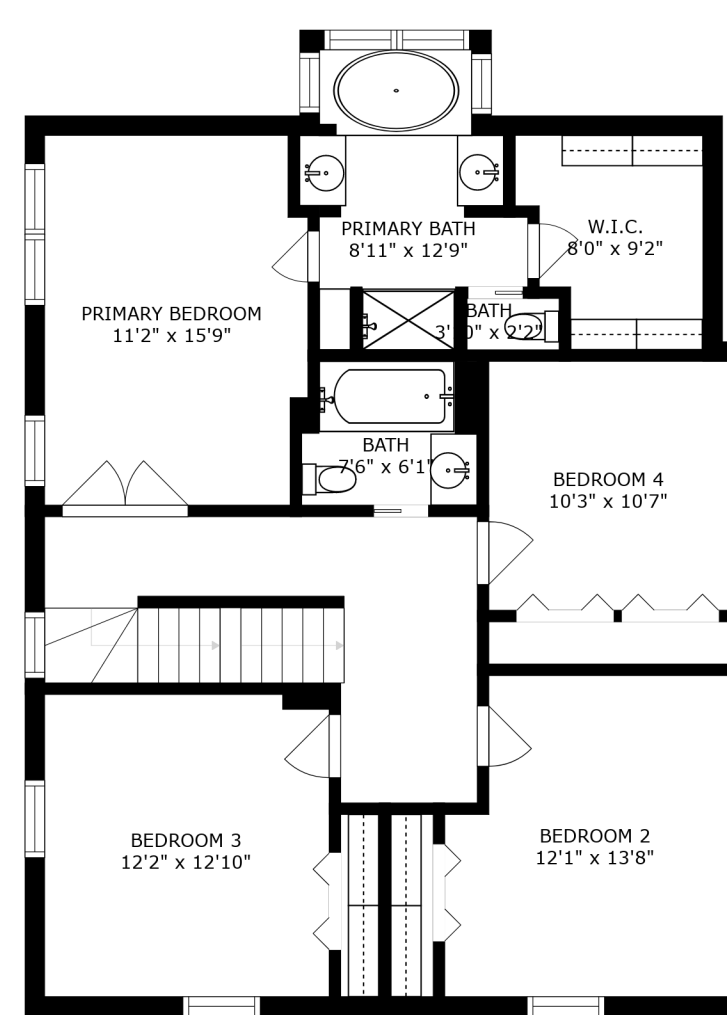 PRIMARY BATH
8'11" x 12'9"
W.I.C.
8'0" x 9'2"
PRIMARY BEDROOM
11'2" x 15'9"
BATH
x 2'2"
BATH
7'6" x 6'1"
BEDROOM 4
10'3" x 10'7"
BEDROOM 3
12'2" x 12'10"
BEDROOM 2
12'1" x 13'8"